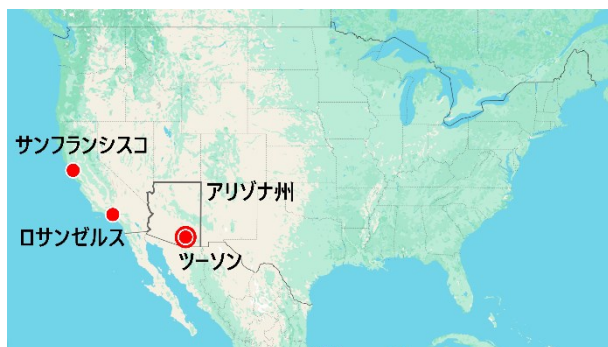 サンフランシスコ
アリゾナ州
ロサンゼルス
ツーソン